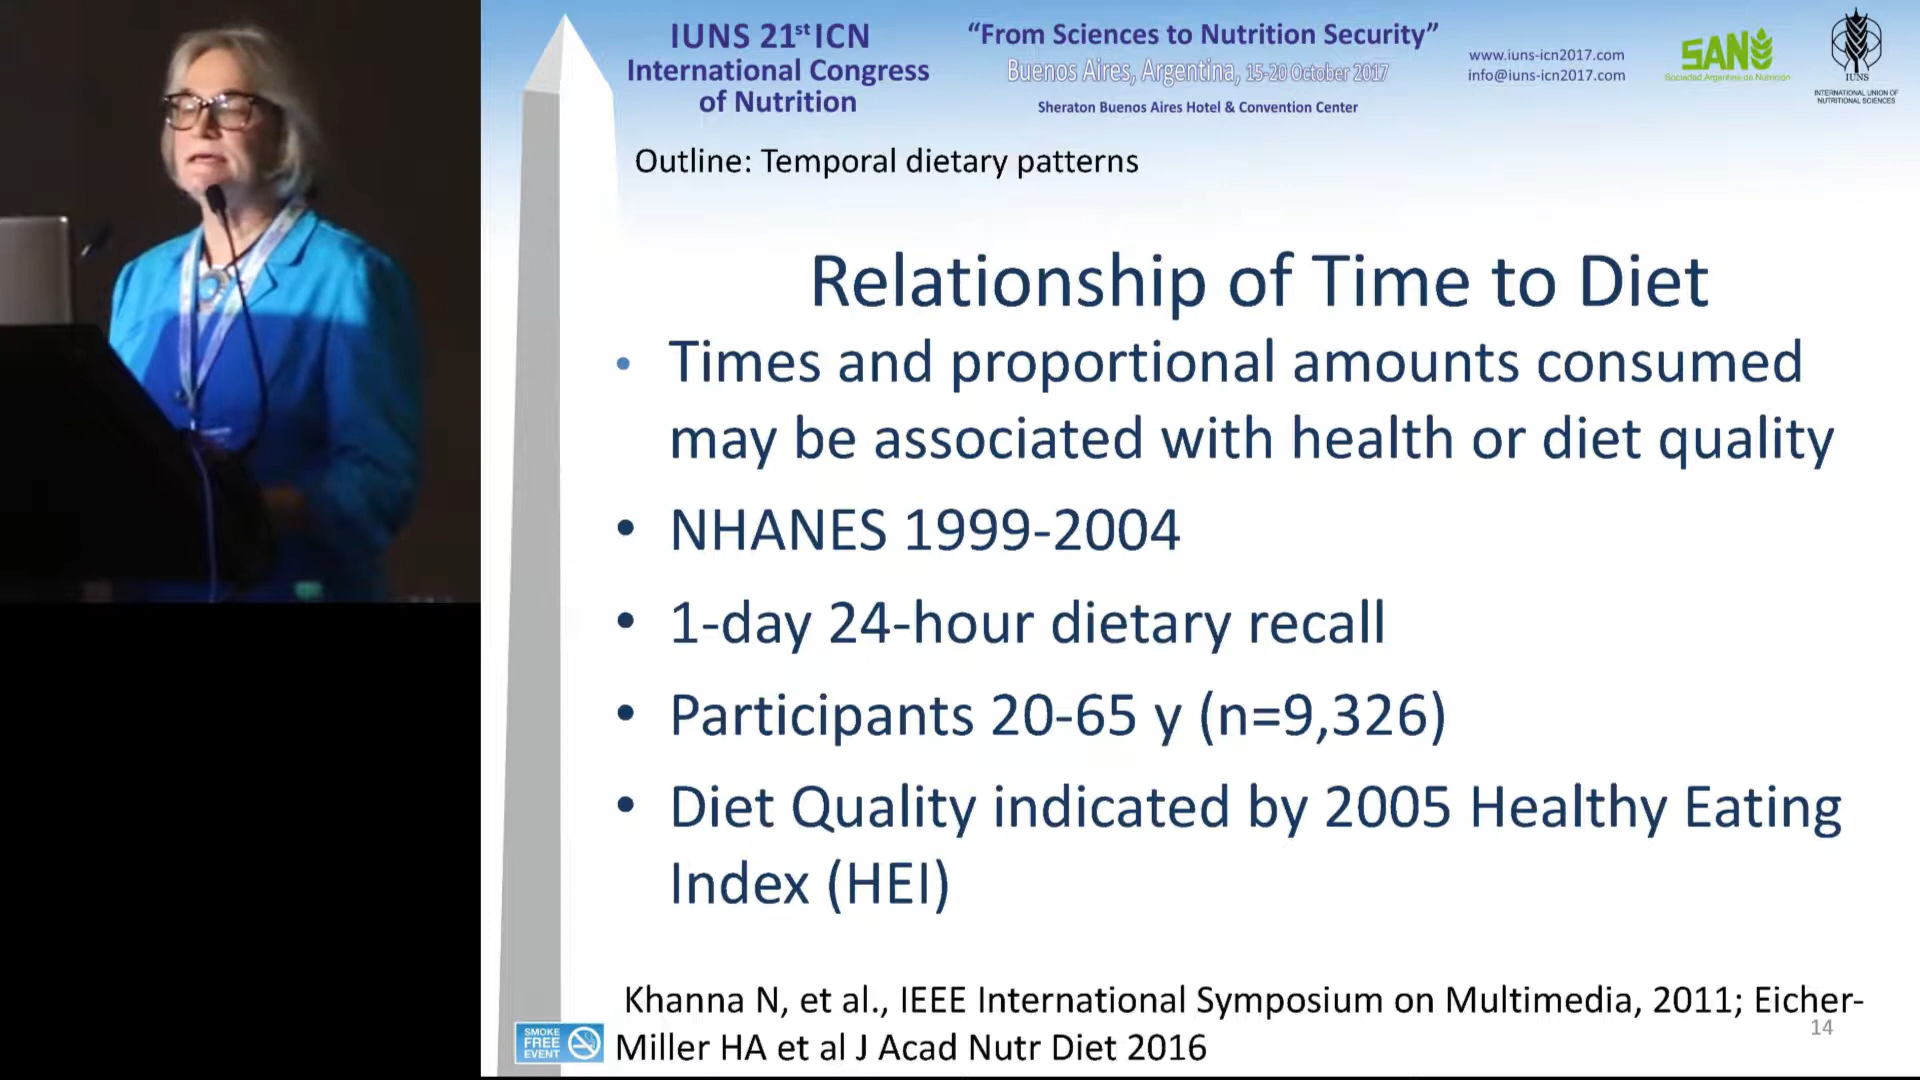 IUNS 21st ICN
International Congress
of Nutrition
“From Sciences to Nutrition Security”
Buenos Aires, Argentina, 15-20 October 2017
Sheraton Buenos Aires Hotel & Convention Center
www.iuns-icn2017.com
info@iuns-icn2017.com
SAN
Sociedad Argentina de Nutrición
IUNS
INTERNATIONAL UNION OF
NUTRITIONAL SCIENCES
Outline: Temporal dietary patterns
Relationship of Time to Diet
• Times and proportional amounts consumed
may be associated with health or diet quality
• NHANES 1999-2004
• 1-day 24-hour dietary recall
• Participants 20-65 y (n=9,326)
• Diet Quality indicated by 2005 Healthy Eating
Index (HEI)
Khanna N, et al., IEEE International Symposium on Multimedia, 2011; Eicher-
Miller HA et al J Acad Nutr Diet 2016
14
SMOKE
FREE
EVENT